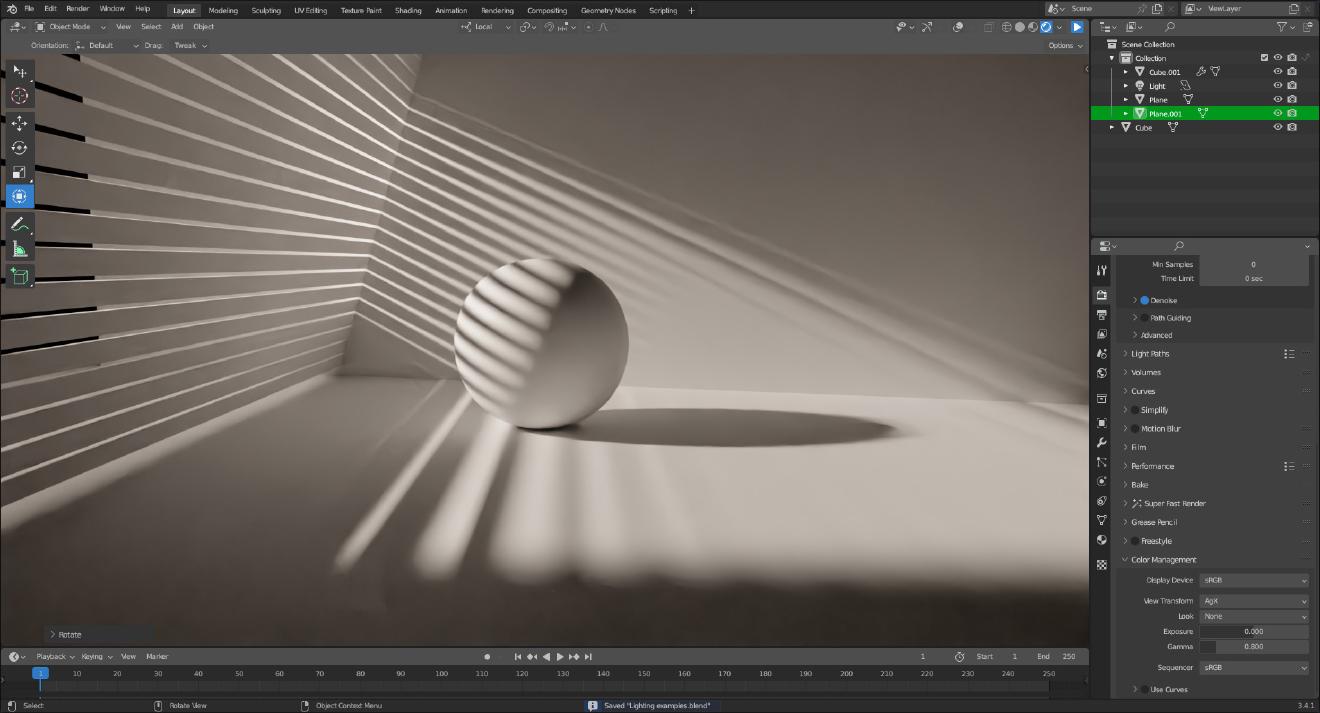 File Edit Render Window Help Layout Modeling Sculpting UV Editing Texture Paint Shading Animation Rendering Compositing Geometry Nodes Scripting + Scene ViewLayer
Object Mode View Select Add Object Local
Orientation: Default Drag: Tweak Options
Scene Collection
Collection
Cube.001
Light
Plane
Plane.001
Cube
Min Samples 0
Time Limit 0 sec
Denoise
Path Guiding
Advanced
Light Paths
Volumes
Curves
Simplify
Motion Blur
Film
Performance
Bake
Super Fast Render
Grease Pencil
Freestyle
Color Management
Display Device sRGB
View Transform AgX
Look None
Exposure 0.000
Gamma 0.800
Sequencer sRGB
Use Curves
Rotate
Playback Keying View Marker 1 Start 1 End 250
1 10 20 30 40 50 60 70 80 90 100 110 120 130 140 150 160 170 180 190 200 210 220 230 240 250
Select Rotate View Object Context Menu Saved "Lighting examples.blend" 3.4.1